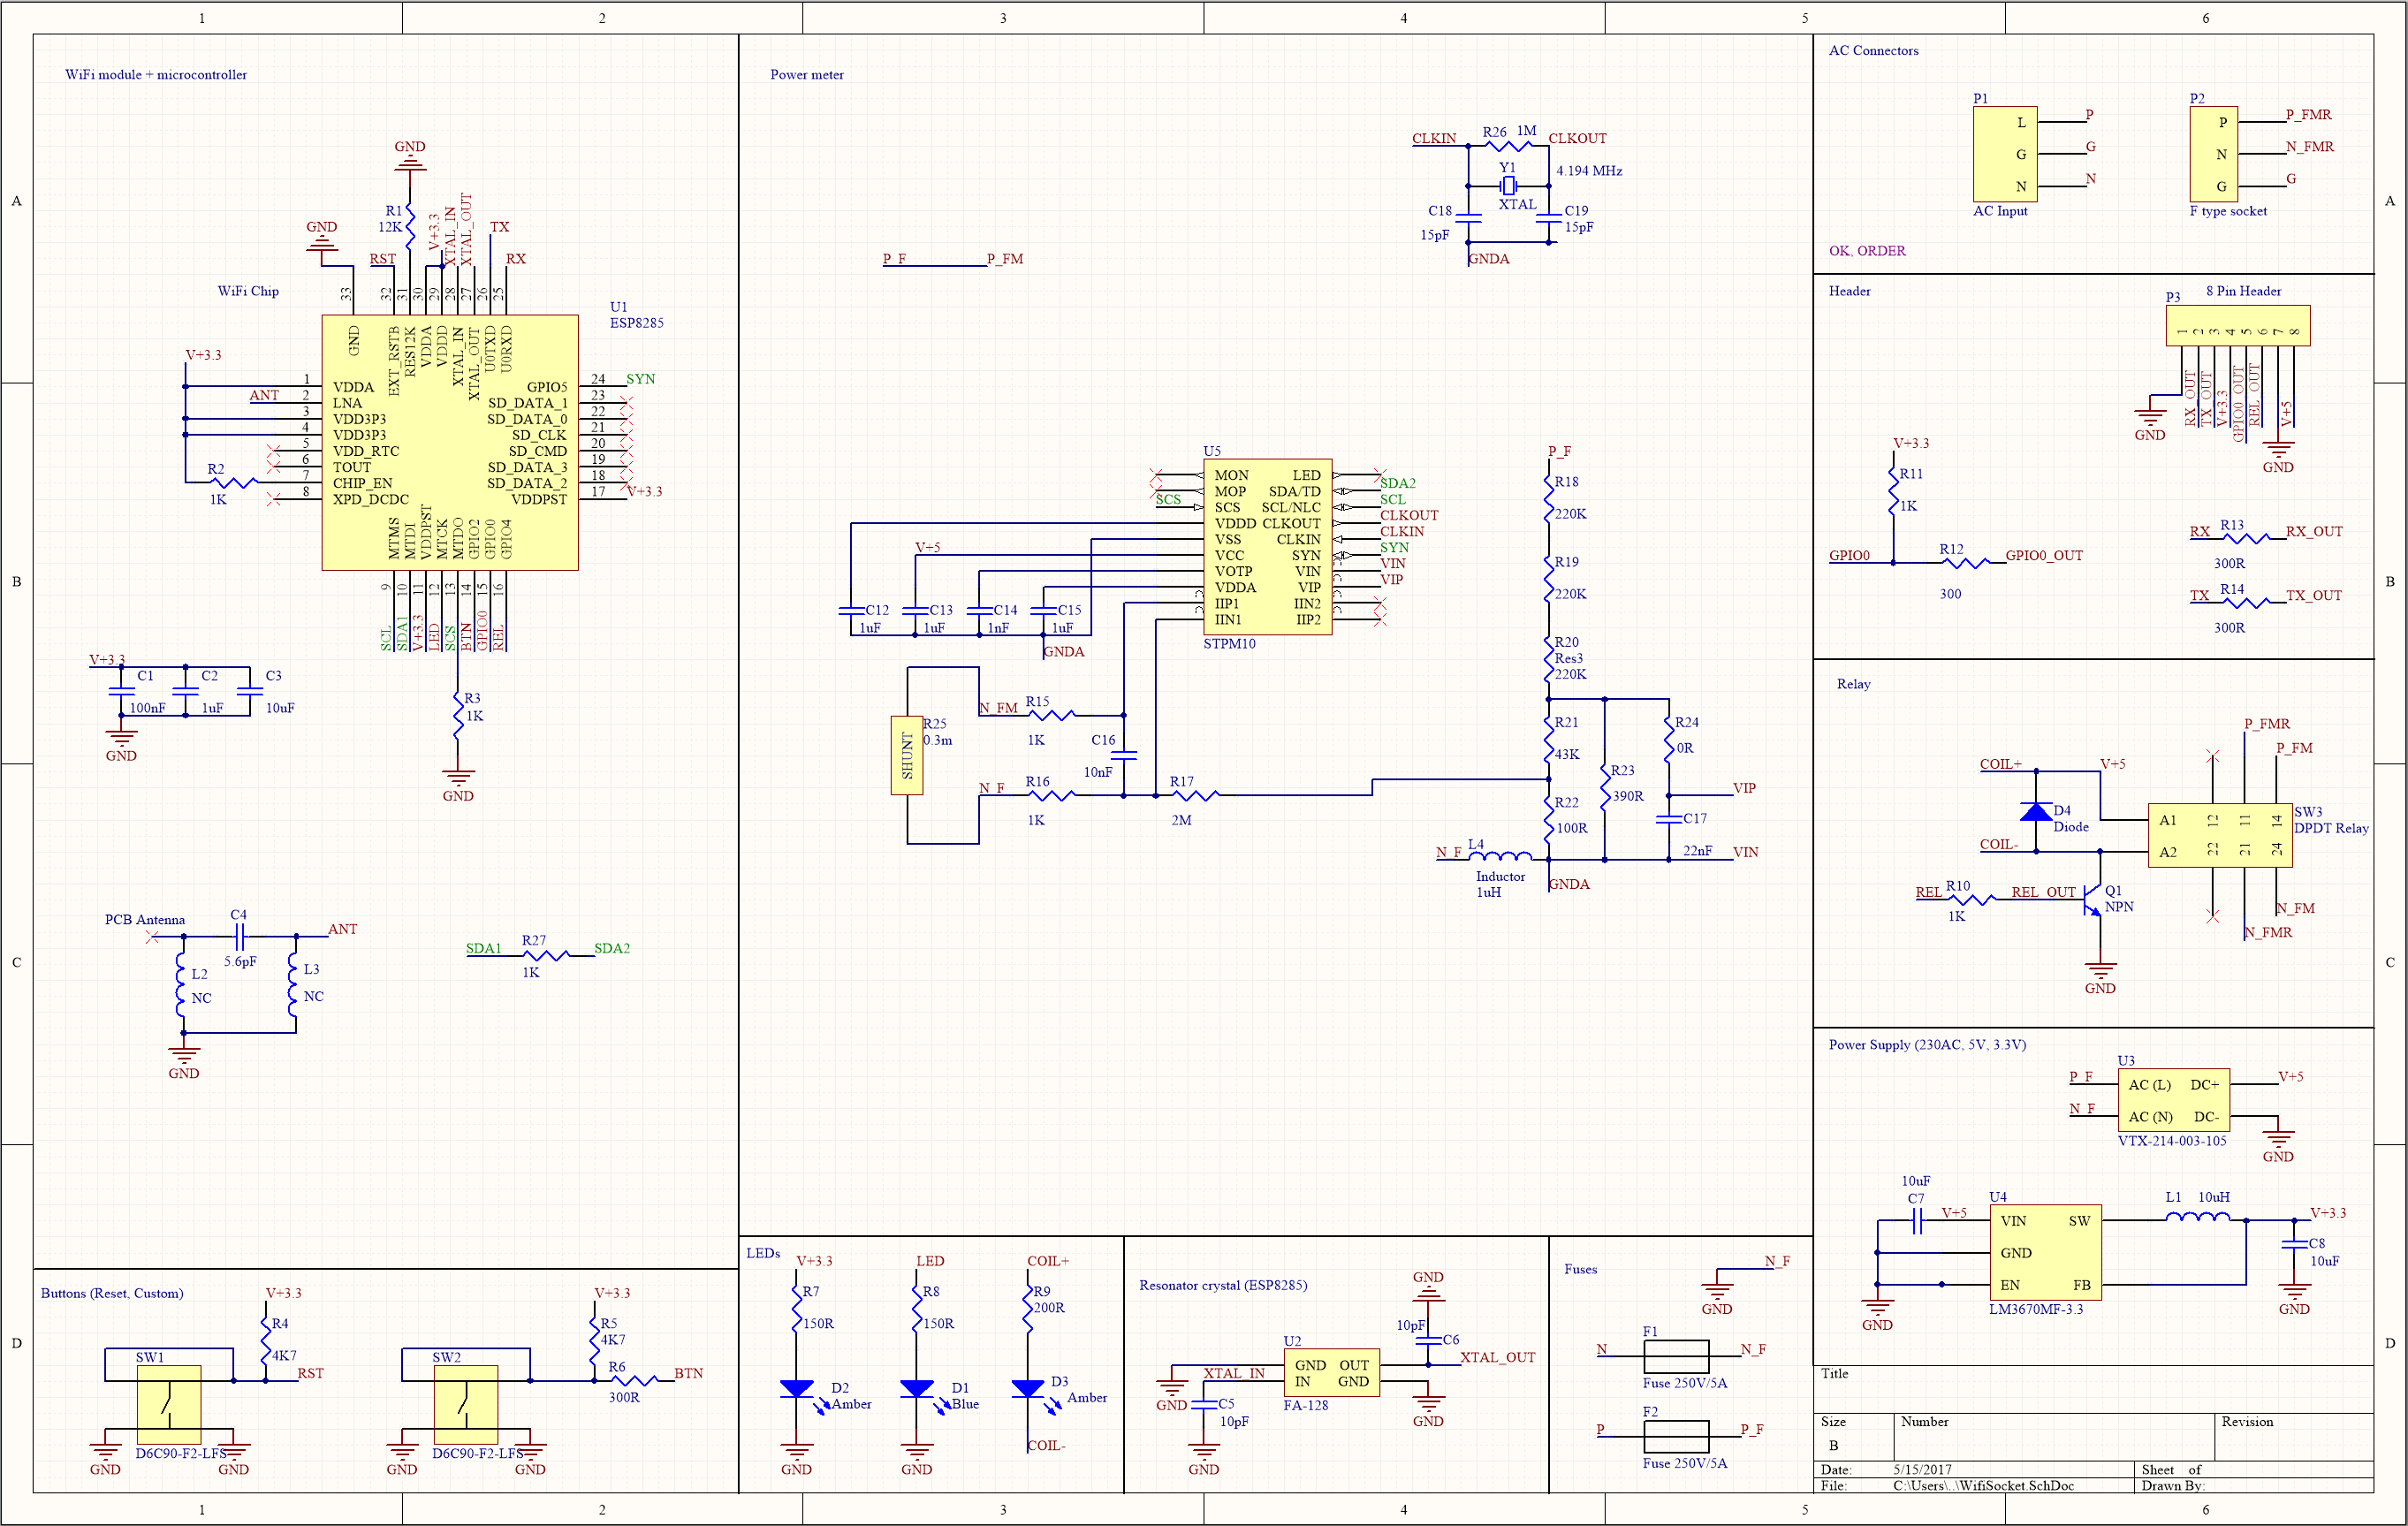 1 2 3 4 5 6
A
B
C
D
A
B
C
D
1 2 3 4 5 6
WiFi module + microcontroller
GND
R1
12K
GND
RST
V+3.3
XTAL_IN
XTAL_OUT
TX
RX
WiFi Chip
33 32 31 30 29 28 27 26 25
U1
ESP8285
GND
EXT_RSTB
RES12K
VDDA
VDDD
XTAL_IN
XTAL_OUT
U0TXD
U0RXD
V+3.3
1 VDDA
ANT 2 LNA
3 VDD3P3
4 VDD3P3
5 VDD_RTC
6 TOUT
R2
1K
7 CHIP_EN
8 XPD_DCDC
GPIO5 24 SYN
SD_DATA_1 23
SD_DATA_0 22
SD_CLK 21
SD_CMD 20
SD_DATA_3 19
SD_DATA_2 18
VDDPST 17 V+3.3
MTMS
MTDI
VDDPST
MTCK
MTDO
GPIO2
GPIO0
GPIO4
9 10 11 12 13 14 15 16
SCL
SDA1
V+3.3
LED
SCS
BTN
GPIO0
REL
V+3.3
C1 C2 C3
100nF 1uF 10uF
GND
R3
1K
GND
PCB Antenna
C4
5.6pF
ANT
L2
NC
L3
NC
GND
SDA1 R27 SDA2
1K
Buttons (Reset, Custom)
V+3.3
R4
4K7
SW1
RST
D6C90-F2-LFS
GND GND
V+3.3
R5
4K7
SW2
R6
300R
BTN
D6C90-F2-LFS
GND GND
Power meter
CLKIN R26 1M CLKOUT
Y1
4.194 MHz
XTAL
C18
15pF
C19
15pF
GNDA
P_F P_FM
U5
MON LED
MOP SDA/TD SDA2
SCS SCS SCL/NLC SCL
VDDD CLKOUT CLKOUT
VSS CLKIN CLKIN
V+5 VCC SYN SYN
VOTP VIN VIN
VDDA VIP VIP
IIP1 IIN2
IIN1 IIP2
STPM10
C12 C13 C14 C15
1uF 1uF 1nF 1uF
GNDA
SHUNT
R25
0.3m
N_FM R15
1K
C16
10nF
N_F R16
1K
R17
2M
P_F
R18
220K
R19
220K
R20
Res3
220K
R21
43K
R24
0R
R23
390R
R22
100R
VIP
C17
22nF
VIN
N_F L4
Inductor
1uH
GNDA
LEDs
V+3.3 LED COIL+
R7 R8 R9
150R 150R 200R
D2
Amber
D1
Blue
D3
Amber
GND GND COIL-
Resonator crystal (ESP8285)
GND
10pF
C6
U2
GND OUT
IN GND
FA-128
XTAL_OUT
XTAL_IN
GND
C5
10pF
GND
GND
Fuses
N_F
GND
F1
N N_F
Fuse 250V/5A
F2
P P_F
Fuse 250V/5A
AC Connectors
P1
L P
G G
N N
AC Input
P2
P P_FMR
N N_FMR
G G
F type socket
OK, ORDER
Header
P3
8 Pin Header
1 2 3 4 5 6 7 8
RX_OUT
TX_OUT
V+3.3
GPIO0_OUT
REL_OUT
V+5
GND
GND
V+3.3
R11
1K
GPIO0 R12 GPIO0_OUT
300
RX R13 RX_OUT
300R
TX R14 TX_OUT
300R
Relay
P_FMR
P_FM
COIL+ V+5
D4
Diode
COIL-
A1
A2
12 11 14
22 21 24
SW3
DPDT Relay
REL R10 REL_OUT
1K
Q1
NPN
N_FM
N_FMR
GND
Power Supply (230AC, 5V, 3.3V)
U3
P_F AC (L) DC+ V+5
N_F AC (N) DC-
VTX-214-003-105
GND
10uF
C7
V+5
U4
VIN SW
GND
EN FB
LM3670MF-3.3
L1 10uH
V+3.3
C8
10uF
GND
GND
Title
Size Number Revision
B
Date: 5/15/2017 Sheet of
File: C:\Users\..\WifiSocket.SchDoc Drawn By: